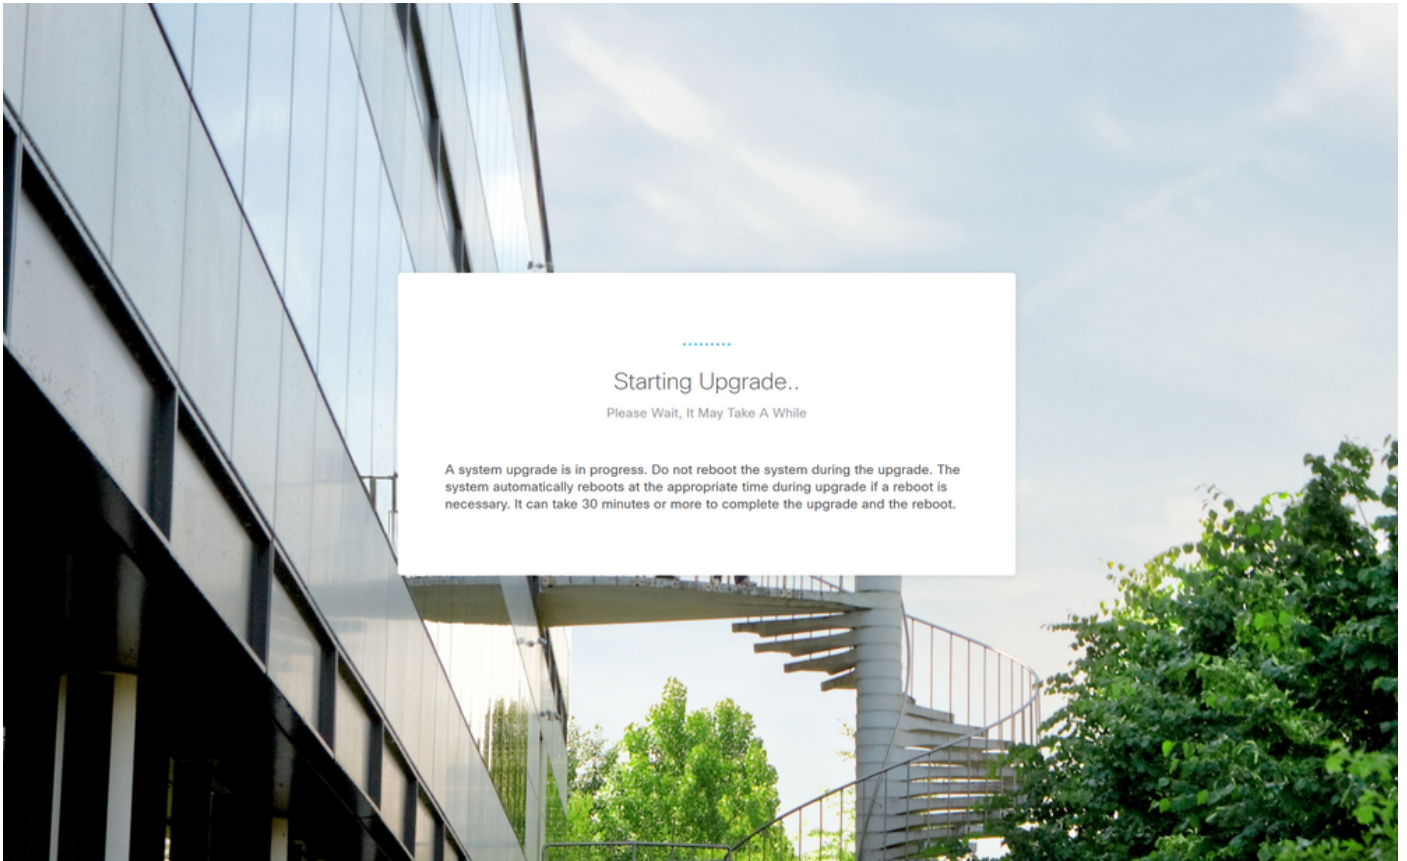 Starting Upgrade..
Please Wait, It May Take A While
A system upgrade is in progress. Do not reboot the system during the upgrade. The
system automatically reboots at the appropriate time during upgrade if a reboot is
necessary. It can take 30 minutes or more to complete the upgrade and the reboot.